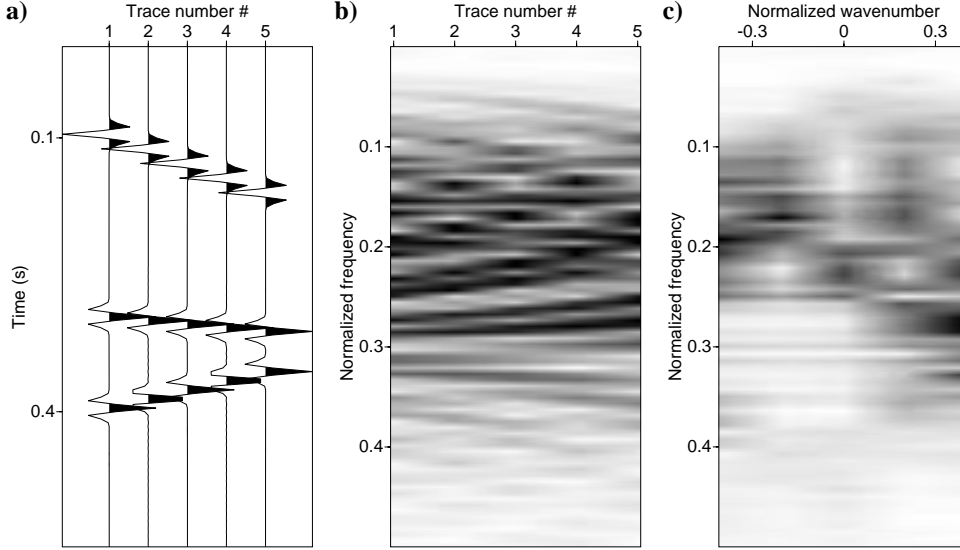 a)
Trace number #
1 2 3 4 5
0.1
0.4
Time (s)
b)
Trace number #
1 2 3 4 5
0.1
0.2
0.3
0.4
Normalized frequency
c)
Normalized wavenumber
-0.3 0 0.3
0.1
0.2
0.3
0.4
Normalized frequency